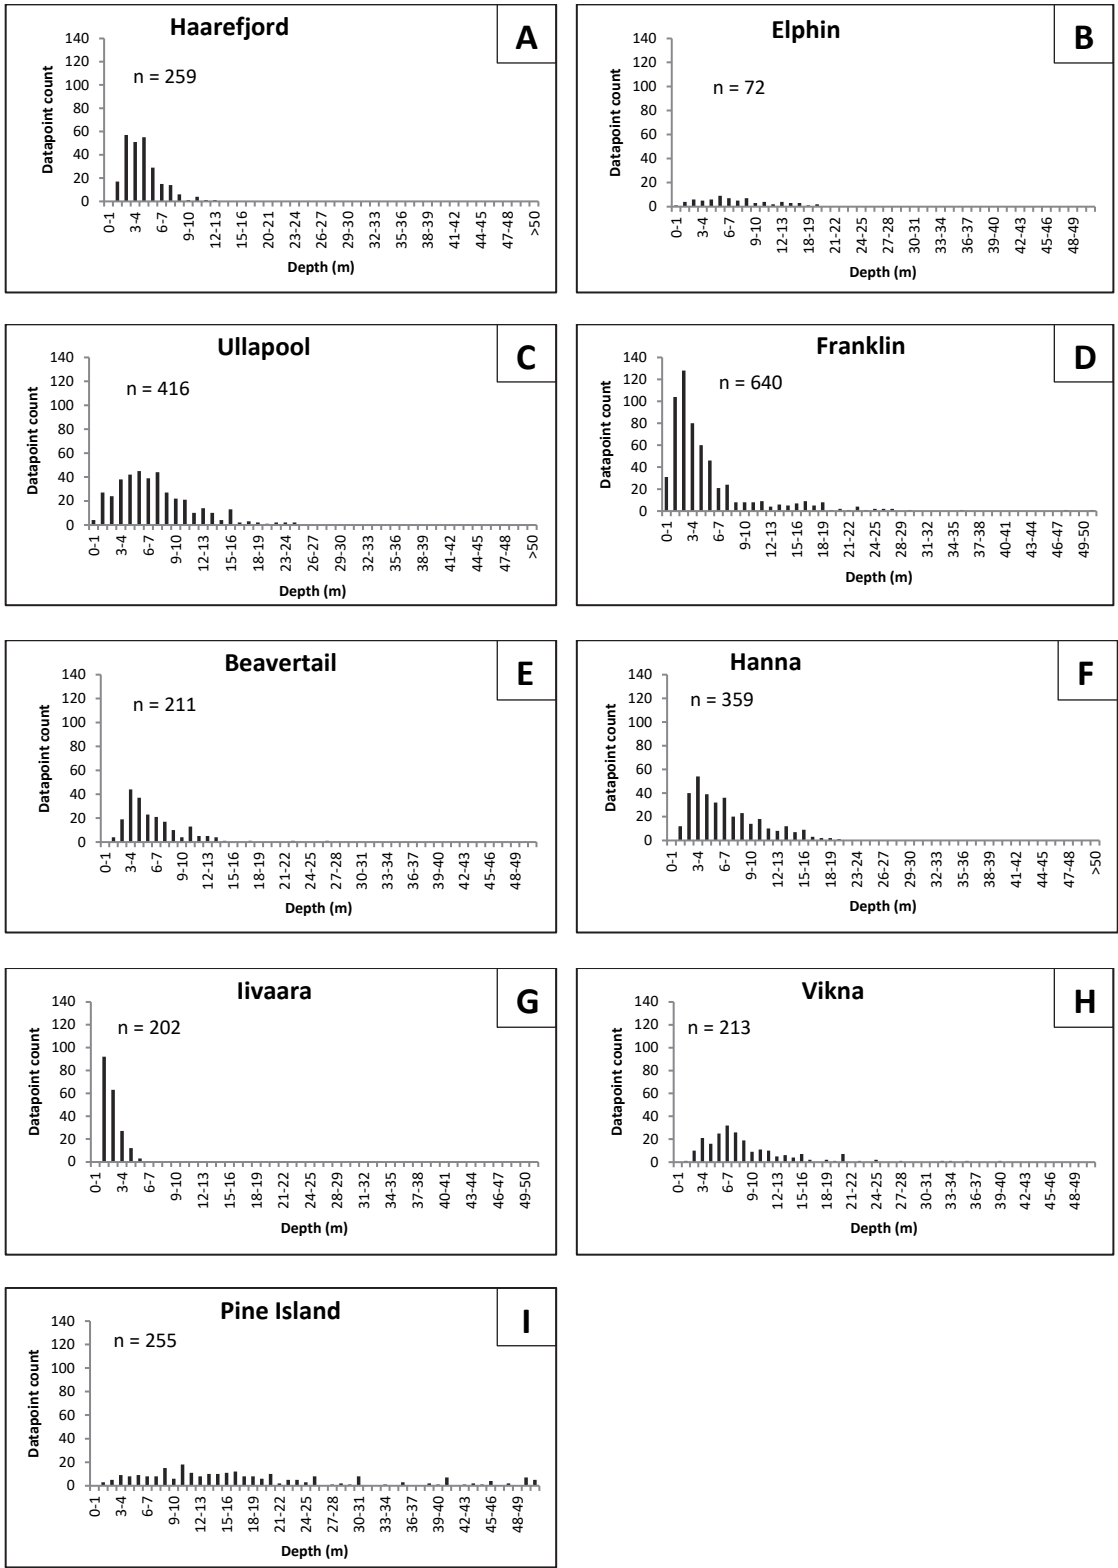 Haarefjord
A
n = 259
Datapoint count
140
120
100
80
60
40
20
0
0-1 3-4 6-7 9-10 12-13 15-16 20-21 23-24 26-27 29-30 32-33 35-36 38-39 41-42 44-45 47-48 >50
Depth (m)
Elphin
B
n = 72
Datapoint count
140
120
100
80
60
40
20
0
0-1 3-4 6-7 9-10 12-13 15-16 18-19 21-22 24-25 27-28 30-31 33-34 36-37 39-40 42-43 45-46 48-49
Depth (m)
Ullapool
C
n = 416
Datapoint count
140
120
100
80
60
40
20
0
0-1 3-4 6-7 9-10 12-13 15-16 18-19 23-24 26-27 29-30 32-33 35-36 38-39 41-42 44-45 47-48 >50
Depth (m)
Franklin
D
n = 640
Datapoint count
140
120
100
80
60
40
20
0
0-1 3-4 6-7 9-10 12-13 15-16 18-19 21-22 24-25 28-29 31-32 34-35 37-38 40-41 43-44 46-47 49-50
Depth (m)
Beavertail
E
n = 211
Datapoint count
140
120
100
80
60
40
20
0
0-1 3-4 6-7 9-10 12-13 15-16 18-19 21-22 24-25 27-28 30-31 33-34 36-37 39-40 42-43 45-46 48-49
Depth (m)
Hanna
F
n = 359
Datapoint count
140
120
100
80
60
40
20
0
0-1 3-4 6-7 9-10 12-13 15-16 18-19 23-24 26-27 29-30 32-33 35-36 38-39 41-42 44-45 47-48 >50
Depth (m)
Iivaara
G
n = 202
Datapoint count
140
120
100
80
60
40
20
0
0-1 3-4 6-7 9-10 12-13 15-16 18-19 21-22 24-25 28-29 31-32 34-35 37-38 40-41 43-44 46-47 49-50
Depth (m)
Vikna
H
n = 213
Datapoint count
140
120
100
80
60
40
20
0
0-1 3-4 6-7 9-10 12-13 15-16 18-19 21-22 24-25 27-28 30-31 33-34 36-37 39-40 42-43 45-46 48-49
Depth (m)
Pine Island
I
n = 255
Datapoint count
140
120
100
80
60
40
20
0
0-1 3-4 6-7 9-10 12-13 15-16 18-19 21-22 24-25 27-28 30-31 33-34 36-37 39-40 42-43 45-46 48-49
Depth (m)